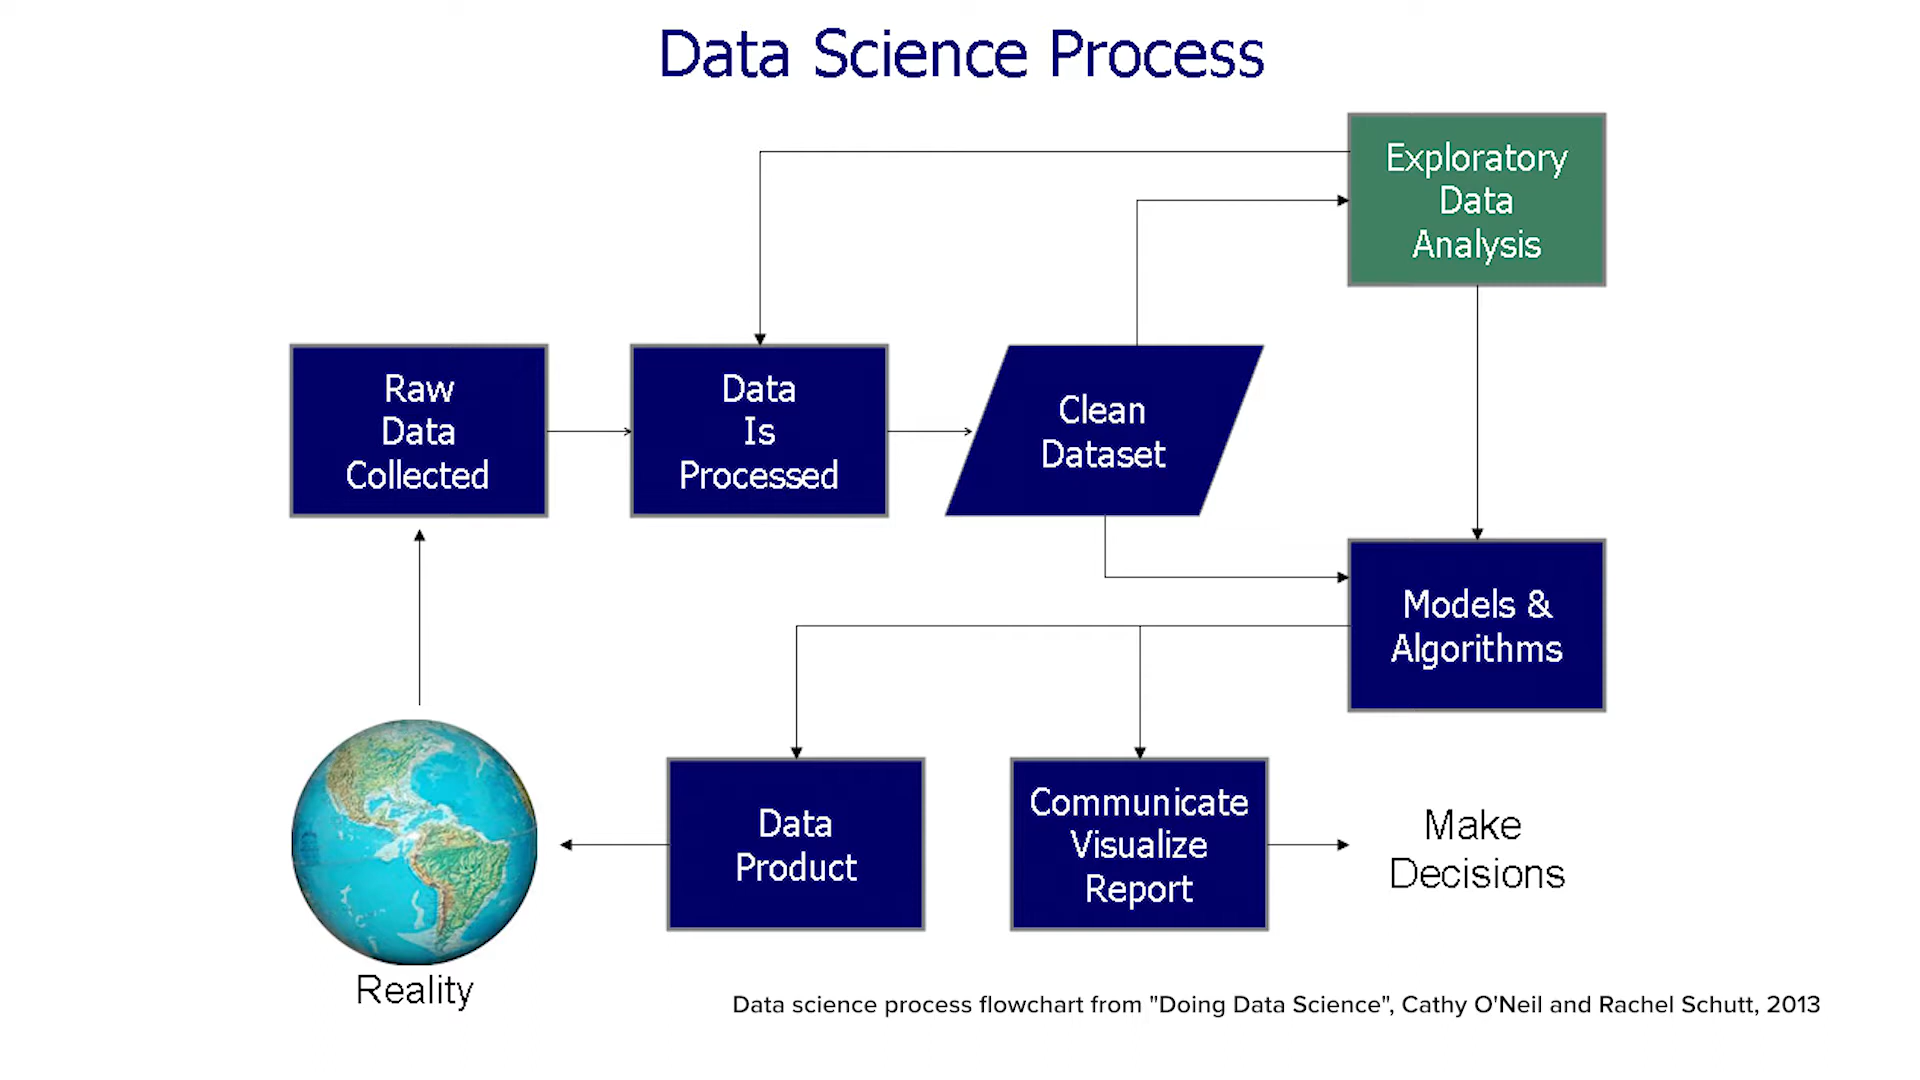 Data Science Process
Exploratory
Data
Analysis
Raw
Data
Collected
Data
Is
Processed
Clean
Dataset
Models &
Algorithms
Data
Product
Communicate
Visualize
Report
Make
Decisions
Reality
Data science process flowchart from "Doing Data Science", Cathy O'Neil and Rachel Schutt, 2013